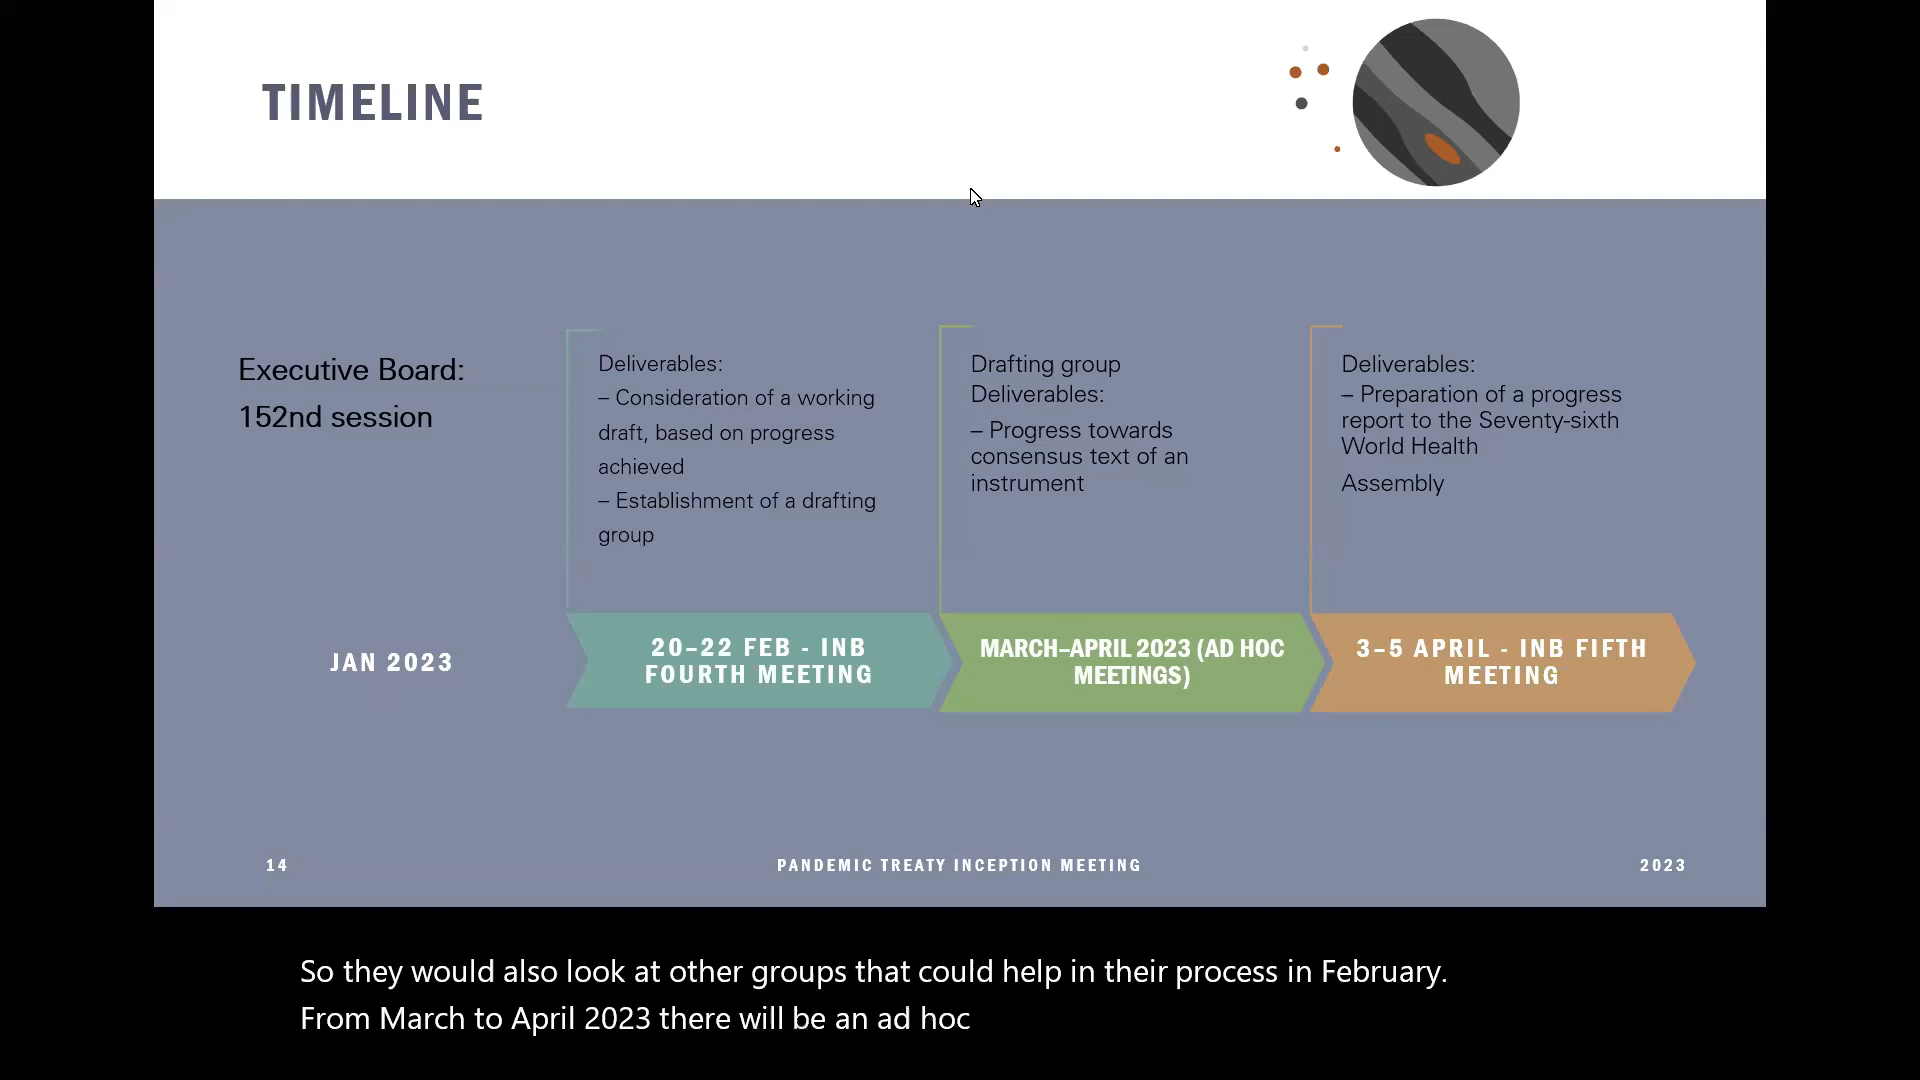 TIMELINE
Executive Board:
152nd session
JAN 2023
Deliverables:
– Consideration of a working
draft, based on progress
achieved
– Establishment of a drafting
group
20–22 FEB - INB
FOURTH MEETING
Drafting group
Deliverables:
– Progress towards
consensus text of an
instrument
MARCH–APRIL 2023 (AD HOC
MEETINGS)
Deliverables:
– Preparation of a progress
report to the Seventy-sixth
World Health
Assembly
3–5 APRIL - INB FIFTH
MEETING
14
PANDEMIC TREATY INCEPTION MEETING
2023
So they would also look at other groups that could help in their process in February.
From March to April 2023 there will be an ad hoc